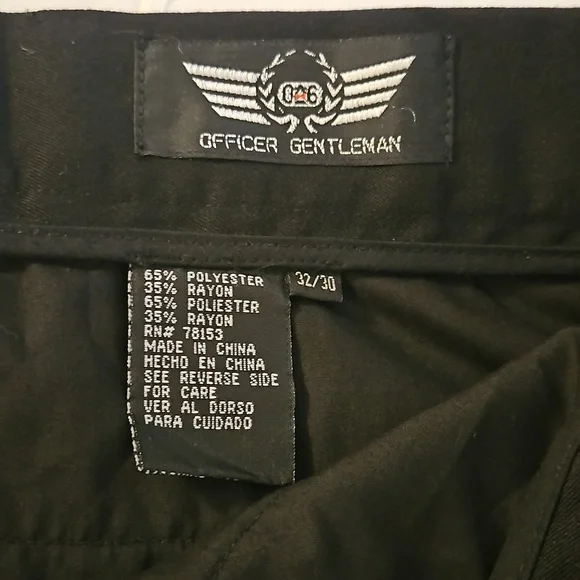 O&G
OFFICER GENTLEMAN
65% POLYESTER
35% RAYON
65% POLIESTER
35% RAYON
RN# 78153
MADE IN CHINA
HECHO EN CHINA
SEE REVERSE SIDE
FOR CARE
VER AL DORSO
PARA CUIDADO
32/30